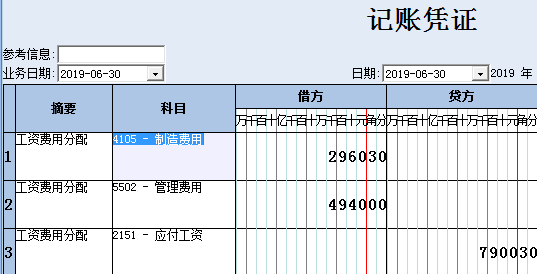 记账凭证
参考信息:
业务日期: 2019-06-30 日期: 2019-06-30 2019 年
摘要 科目 借方 贷方
万千百十亿千百十万千百十元角分 万千百十亿千百十万千百十元角分
1 工资费用分配 4105 - 制造费用 296030
2 工资费用分配 5502 - 管理费用 494000
3 工资费用分配 2151 - 应付工资 790030